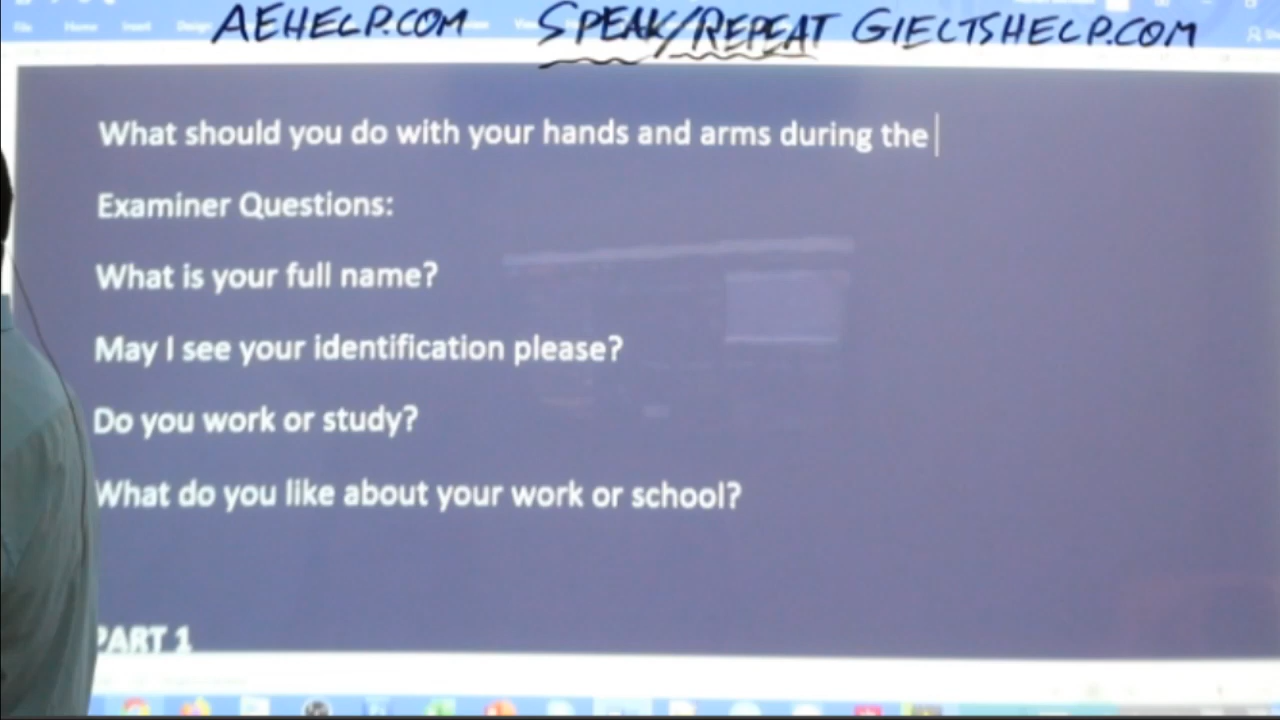 AEHELP.COM SPEAK/REPEAT GIELTSHELP.COM
What should you do with your hands and arms during the
Examiner Questions:
What is your full name?
May I see your identification please?
Do you work or study?
What do you like about your work or school?
PART 1